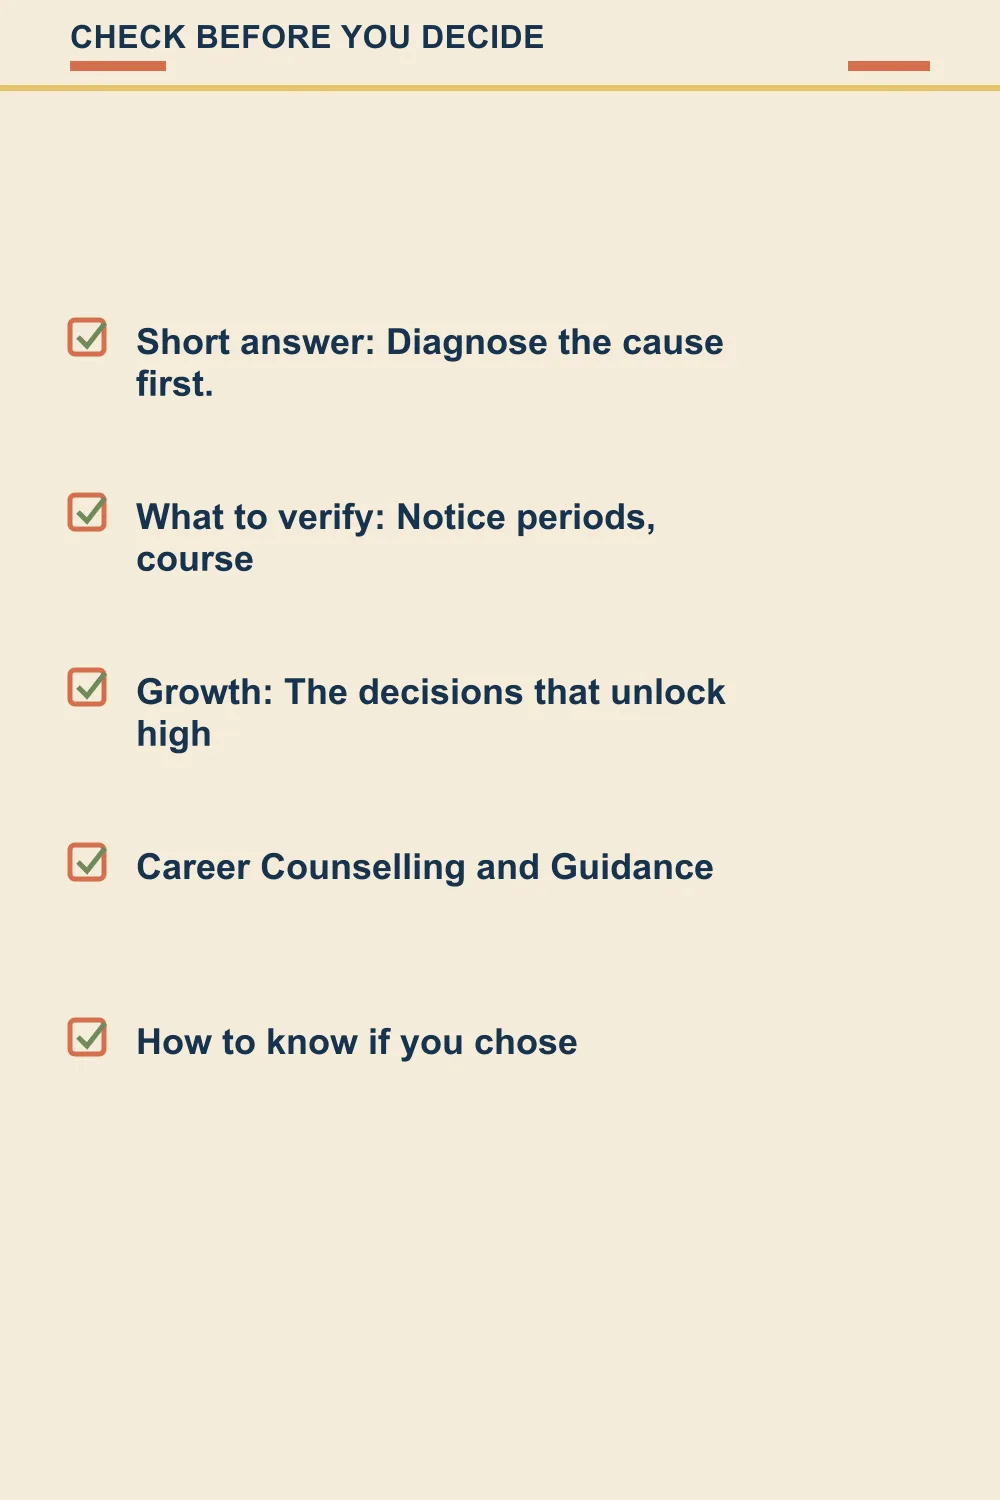 CHECK BEFORE YOU DECIDE
Short answer: Diagnose the cause
first.
What to verify: Notice periods,
course
Growth: The decisions that unlock
high
Career Counselling and Guidance
How to know if you chose